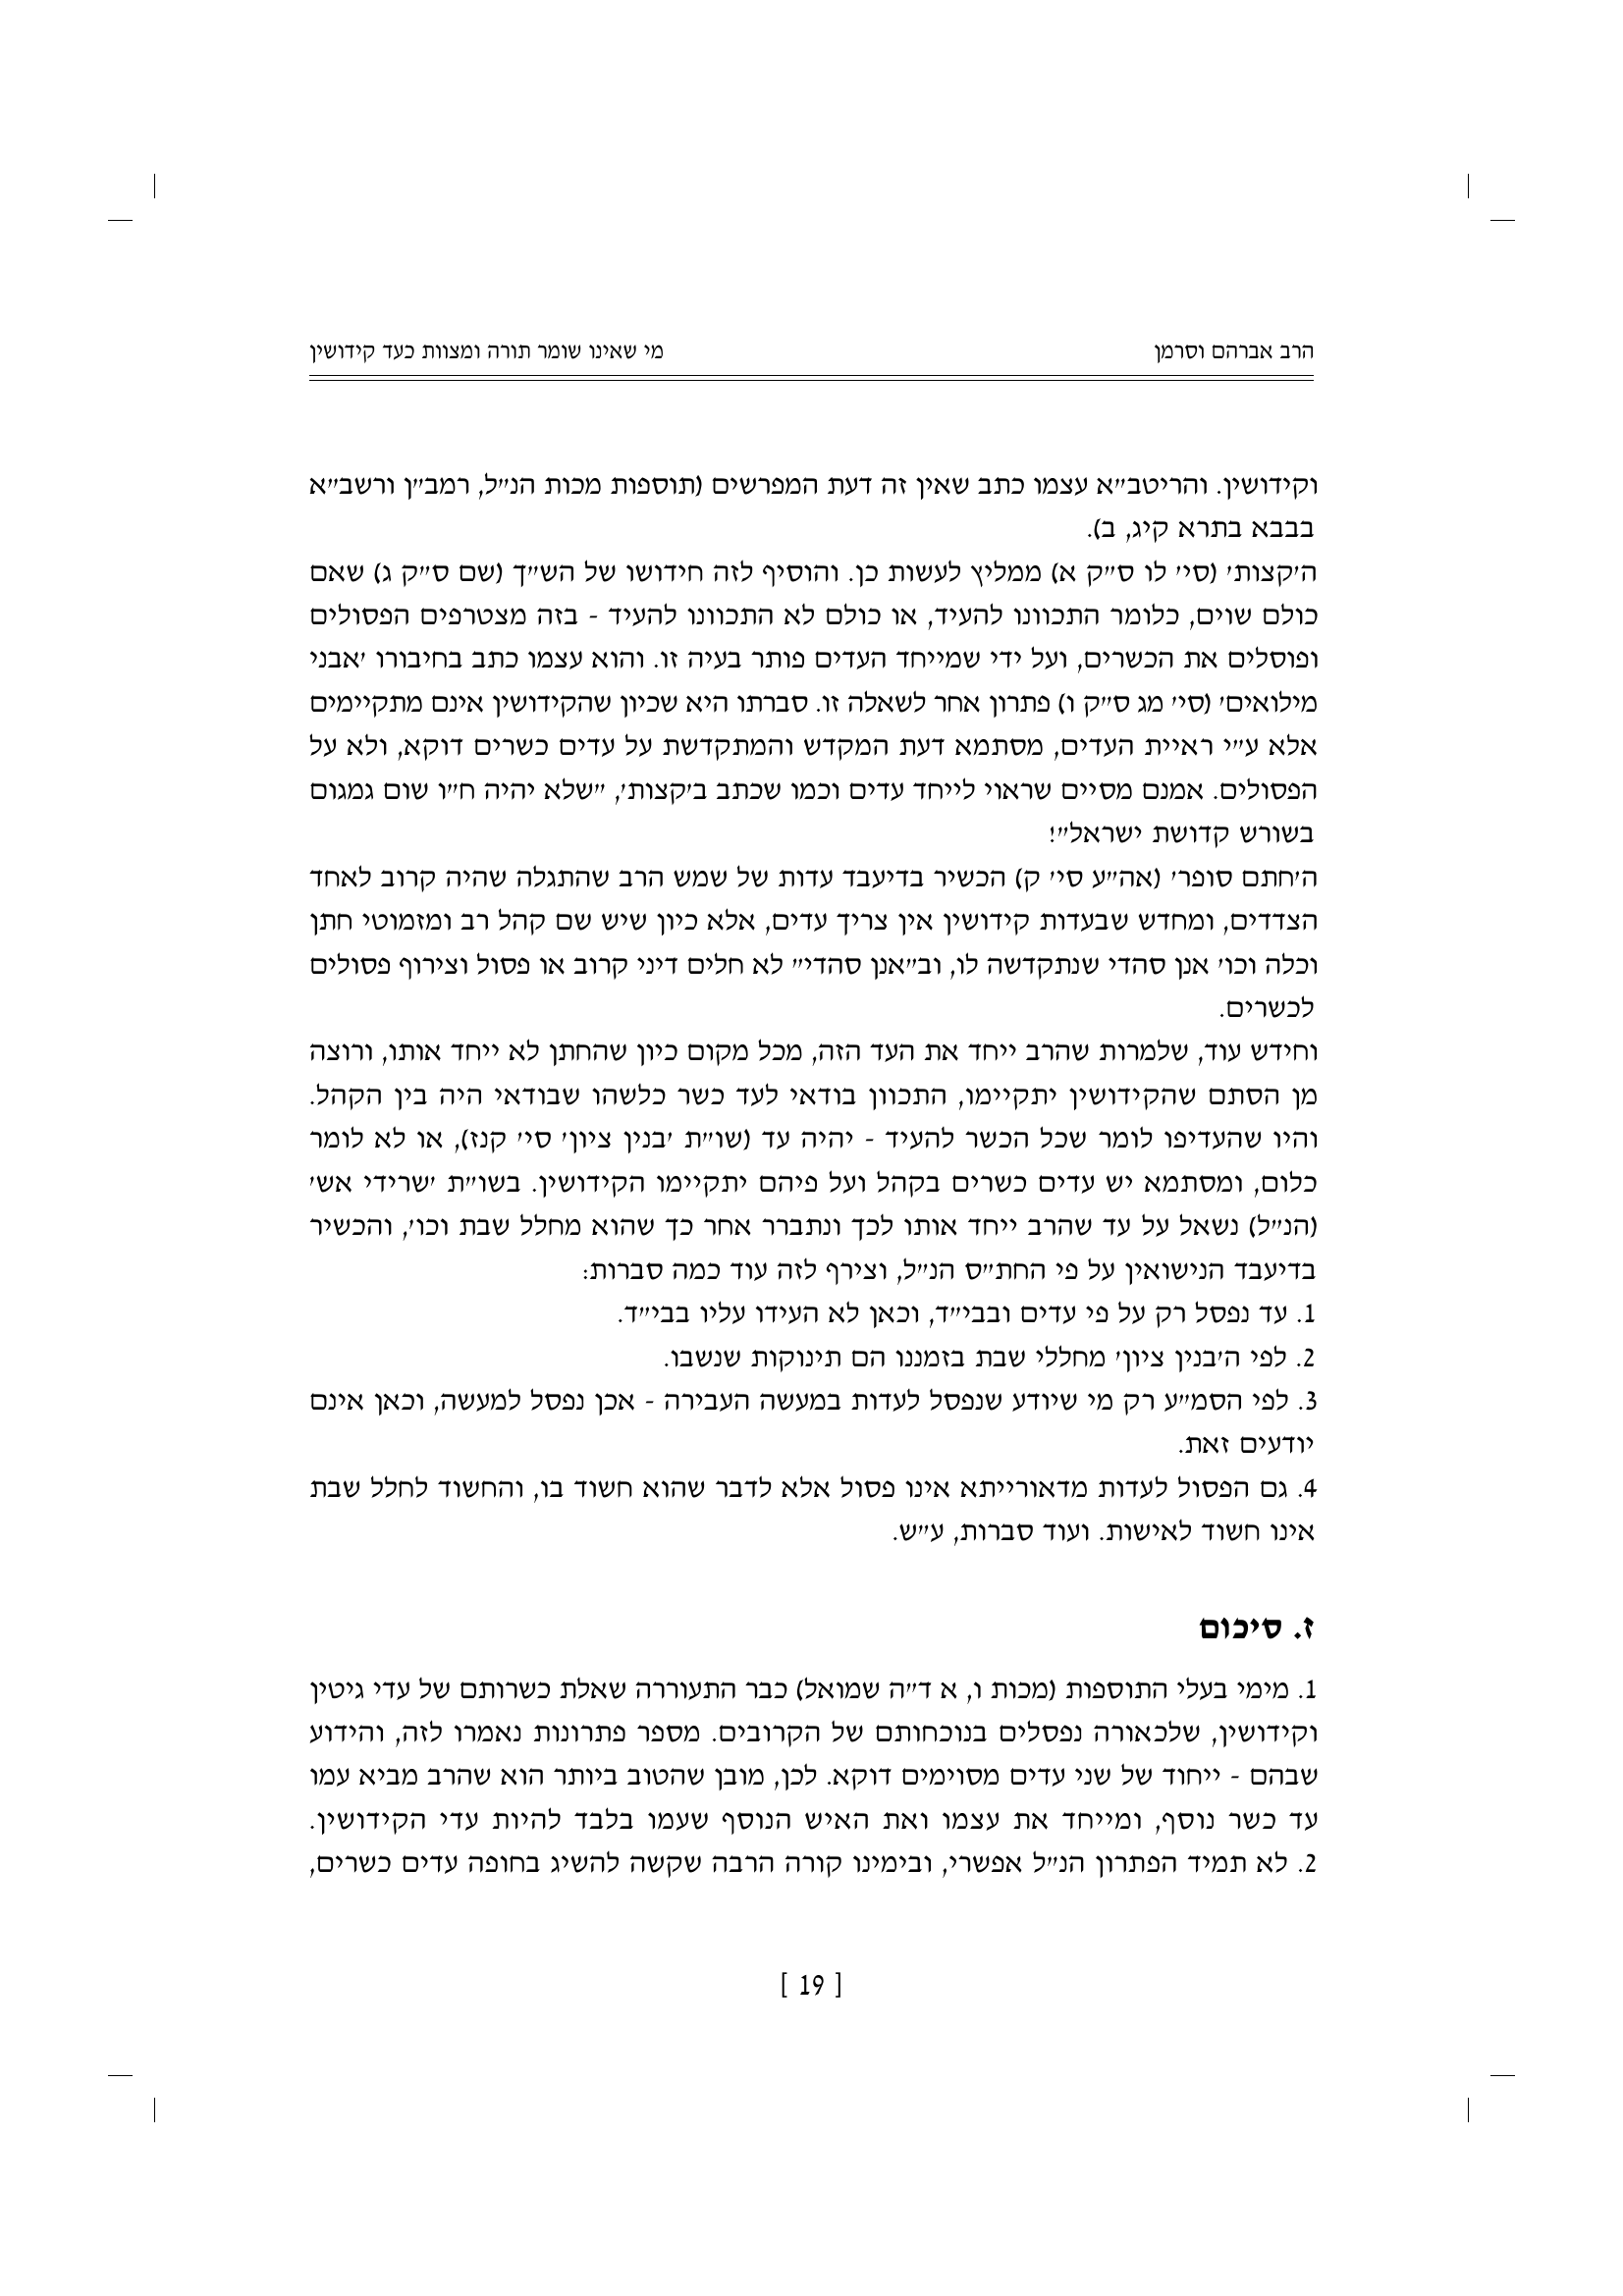 הרב אברהם וסרמן
מי שאינו שומר תורה ומצוות כעד קידושין
וקידושין. והריטב״א עצמו כתב שאין זה דעת המפרשים (תוספות מכות הנ״ל, רמב״ן ורשב״א
בבבא בתרא קיג, ב).
ה׳קצות׳ (סי׳ לו ס״ק א) ממליץ לעשות כן. והוסיף לזה חידושו של הש״ך (שם ס״ק ג) שאם
כולם שוים, כלומר התכוונו להעיד, או כולם לא התכוונו להעיד - בזה מצטרפים הפסולים
ופוסלים את הכשרים, ועל ידי שמייחד העדים פותר בעיה זו. והוא עצמו כתב בחיבורו ׳אבני
מילואים׳ (סי׳ מג ס״ק ו) פתרון אחר לשאלה זו. סברתו היא שכיון שהקידושין אינם מתקיימים
אלא ע״י ראיית העדים, מסתמא דעת המקדש והמתקדשת על עדים כשרים דוקא, ולא על
הפסולים. אמנם מסיים שראוי לייחד עדים וכמו שכתב ב׳קצות׳, ״שלא יהיה ח״ו שום גמגום
בשורש קדושת ישראל״!
ה׳חתם סופר׳ (אה״ע סי׳ ק) הכשיר בדיעבד עדות של שמש הרב שהתגלה שהיה קרוב לאחד
הצדדים, ומחדש שבעדות קידושין אין צריך עדים, אלא כיון שיש שם קהל רב ומזמוטי חתן
וכלה וכו׳ אנן סהדי שנתקדשה לו, וב״אנן סהדי״ לא חלים דיני קרוב או פסול וצירוף פסולים
לכשרים.
וחידש עוד, שלמרות שהרב ייחד את העד הזה, מכל מקום כיון שהחתן לא ייחד אותו, ורוצה
מן הסתם שהקידושין יתקיימו, התכוון בודאי לעד כשר כלשהו שבודאי היה בין הקהל.
והיו שהעדיפו לומר שכל הכשר להעיד - יהיה עד (שו״ת ׳בנין ציון׳ סי׳ קנז), או לא לומר
כלום, ומסתמא יש עדים כשרים בקהל ועל פיהם יתקיימו הקידושין. בשו״ת ׳שרידי אש׳
(הנ״ל) נשאל על עד שהרב ייחד אותו לכך ונתברר אחר כך שהוא מחלל שבת וכו׳, והכשיר
בדיעבד הנישואין על פי החת״ס הנ״ל, וצירף לזה עוד כמה סברות:
1. עד נפסל רק על פי עדים ובבי״ד, וכאן לא העידו עליו בבי״ד.
2. לפי ה׳בנין ציון׳ מחללי שבת בזמננו הם תינוקות שנשבו.
3. לפי הסמ״ע רק מי שיודע שנפסל לעדות במעשה העבירה - אכן נפסל למעשה, וכאן אינם
יודעים זאת.
4. גם הפסול לעדות מדאורייתא אינו פסול אלא לדבר שהוא חשוד בו, והחשוד לחלל שבת
אינו חשוד לאישות. ועוד סברות, ע״ש.
ז. סיכום
1. מימי בעלי התוספות (מכות ו, א ד״ה שמואל) כבר התעוררה שאלת כשרותם של עדי גיטין
וקידושין, שלכאורה נפסלים בנוכחותם של הקרובים. מספר פתרונות נאמרו לזה, והידוע
שבהם - ייחוד של שני עדים מסוימים דוקא. לכן, מובן שהטוב ביותר הוא שהרב מביא עמו
עד כשר נוסף, ומייחד את עצמו ואת האיש הנוסף שעמו בלבד להיות עדי הקידושין.
2. לא תמיד הפתרון הנ״ל אפשרי, ובימינו קורה הרבה שקשה להשיג בחופה עדים כשרים,
[ 19 ]